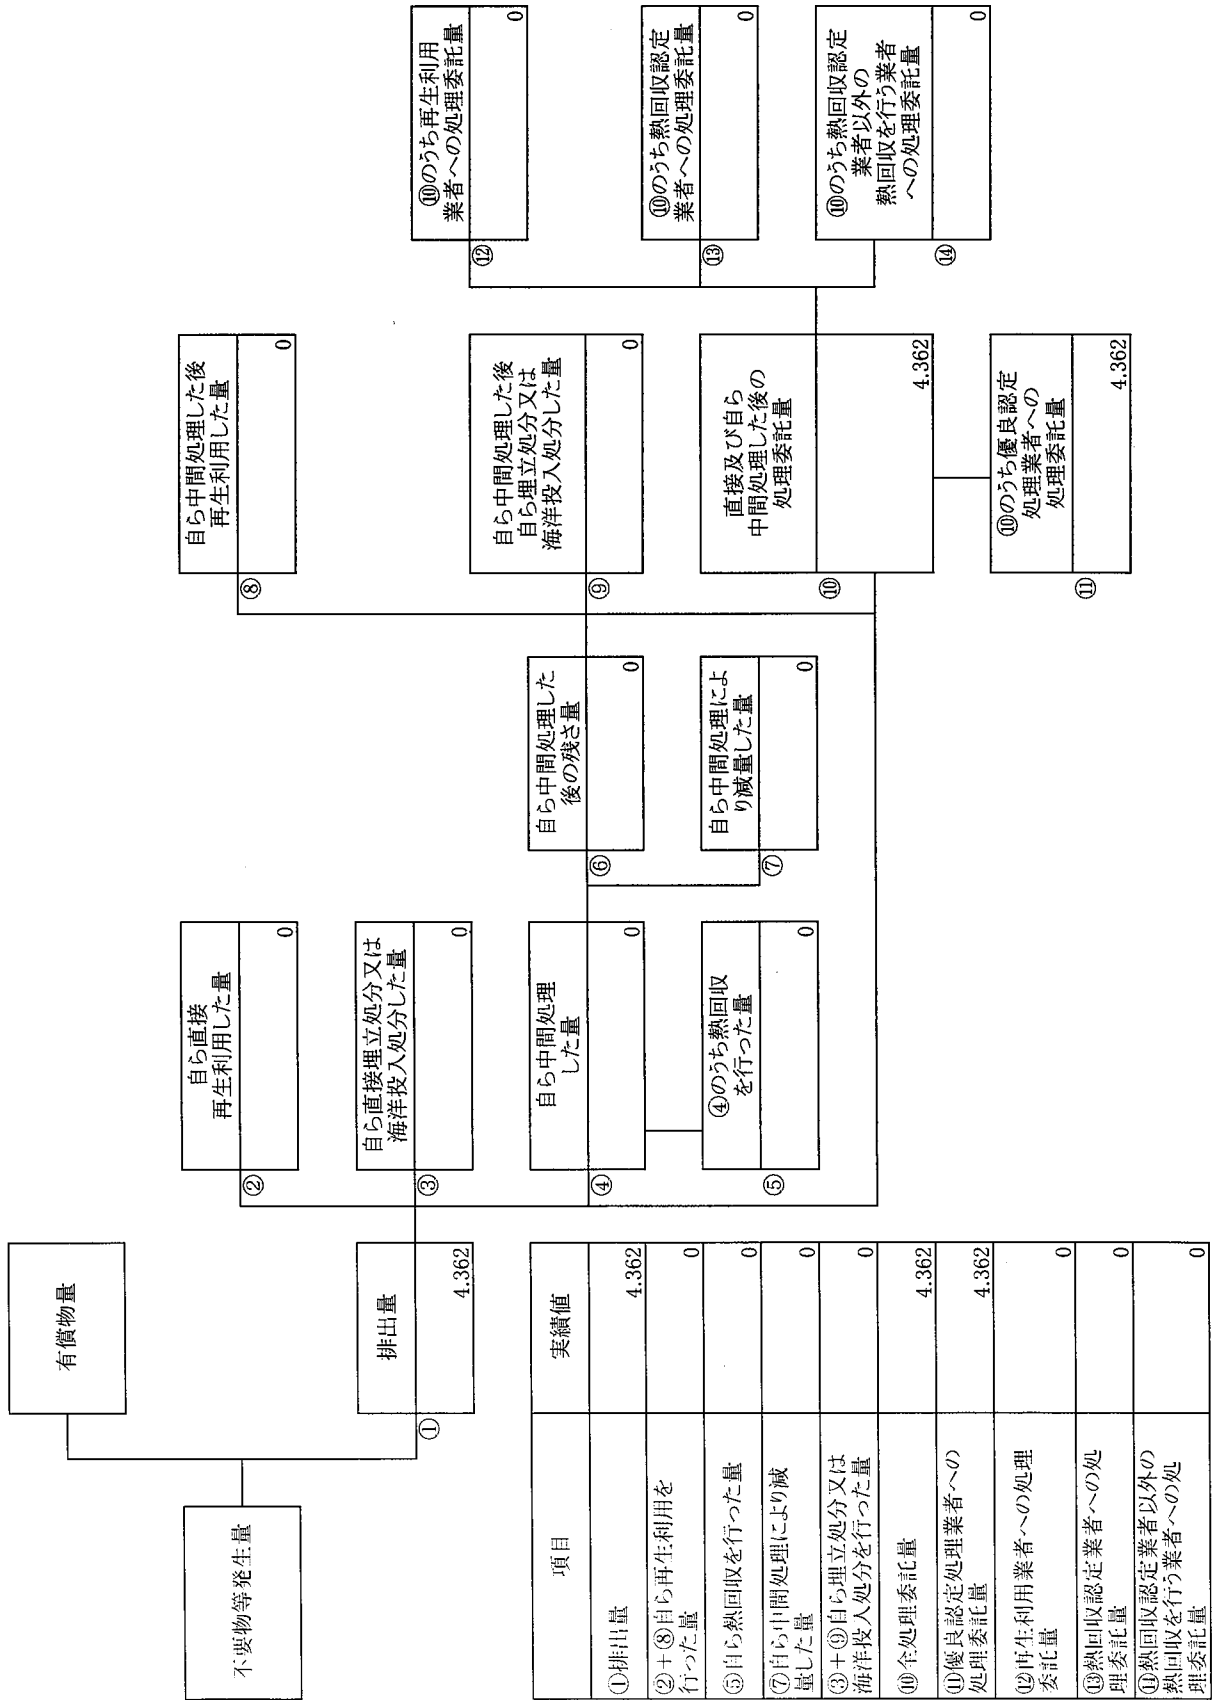 不要物等発生量
有償物量
①
排出量
4.362
②
自ら直接
再生利用した量
0
③
自ら直接埋立処分又は
海洋投入処分した量
0
④
自ら中間処理
した量
0
⑤
④のうち熱回収
を行った量
0
⑥
自ら中間処理した
後の残さ量
0
⑦
自ら中間処理によ
り減量した量
0
⑧
自ら中間処理した後
再生利用した量
0
⑨
自ら中間処理した後
自ら埋立処分又は
海洋投入処分した量
0
⑩
直接及び自ら
中間処理した後の
処理委託量
4.362
⑪
⑩のうち優良認定
処理業者への
処理委託量
4.362
⑫
⑩のうち再生利用
業者への処理委託量
0
⑬
⑩のうち熱回収認定
業者への処理委託量
0
⑭
⑩のうち熱回収認定
業者以外の
熱回収を行う業者
への処理委託量
0
項目 実績値
①排出量 4.362
②+⑧自ら再生利用を
行った量 0
⑤自ら熱回収を行った量 0
⑦自ら中間処理により減
量した量 0
③+⑨自ら埋立処分又は
海洋投入処分を行った量 0
⑩全処理委託量 4.362
⑪優良認定処理業者への
処理委託量 4.362
⑫再生利用業者への処理
委託量 0
⑬熱回収認定業者への処
理委託量 0
⑭熱回収認定業者以外の
熱回収を行う業者への処
理委託量 0